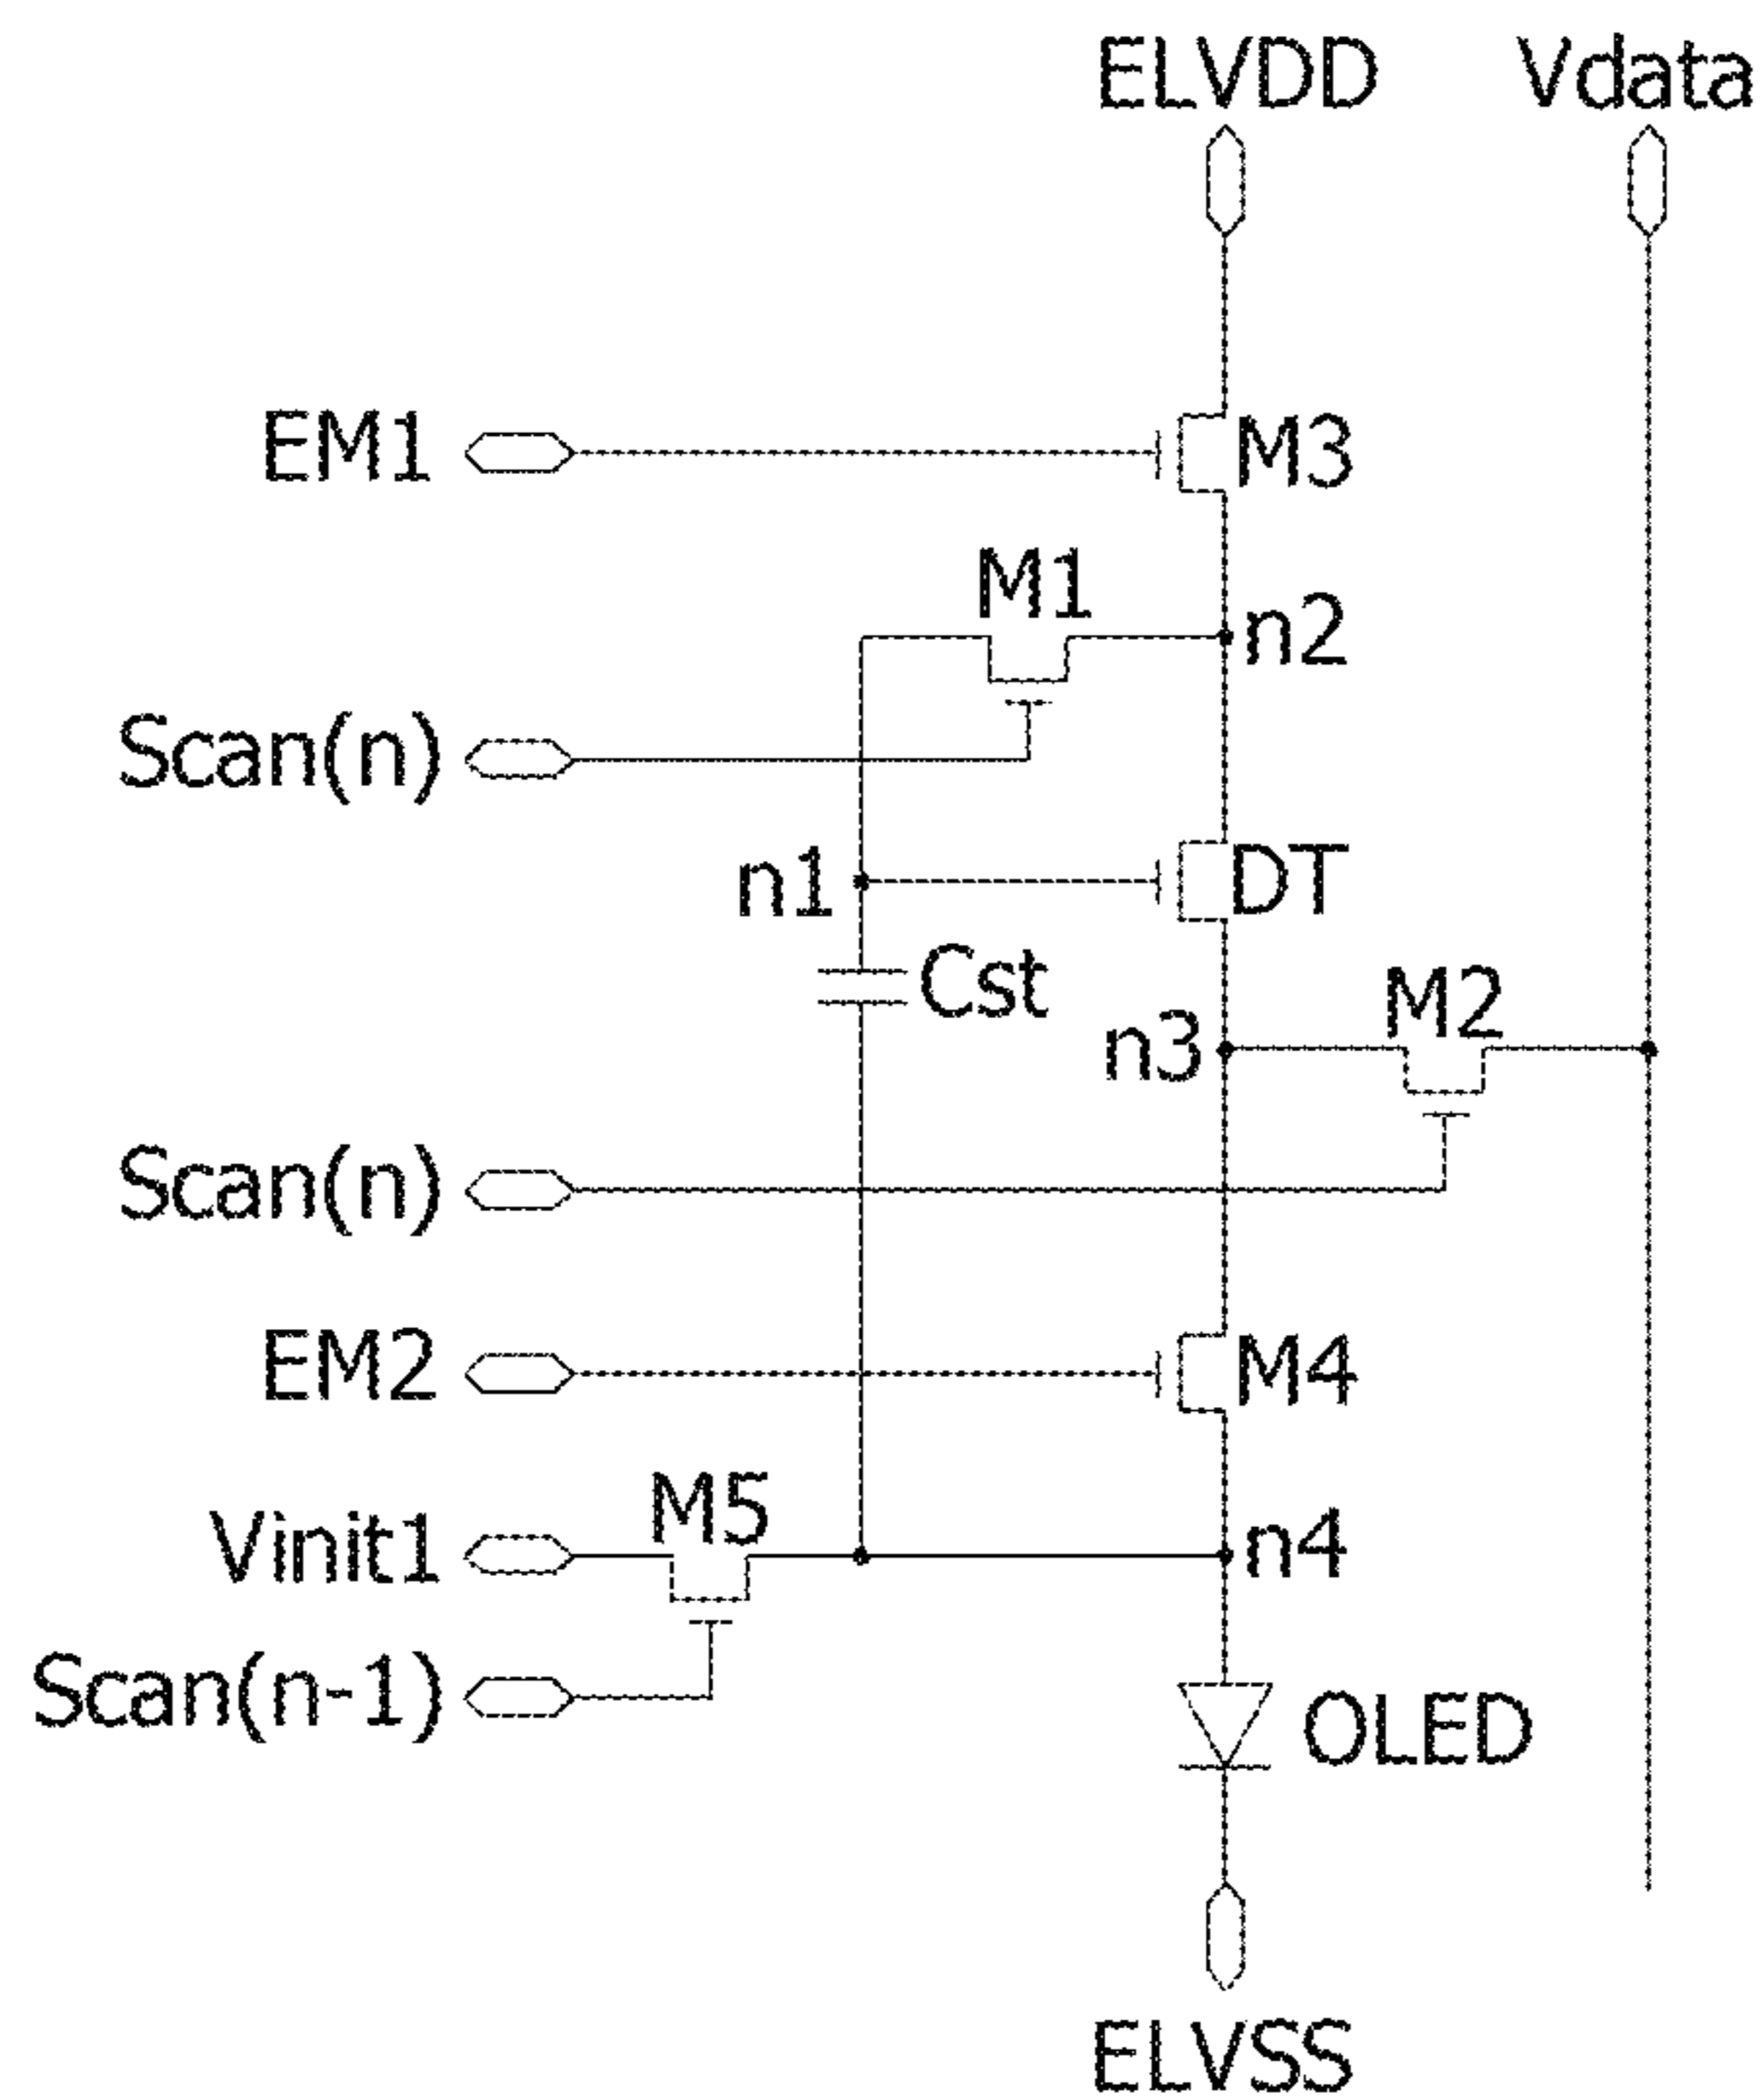 ELVDD
Vdata
EM1
M3
M1
n2
Scan(n)
n1
DT
Cst
M2
n3
Scan(n)
EM2
M4
M5
Vinit1
n4
Scan(n-1)
OLED
ELVSS